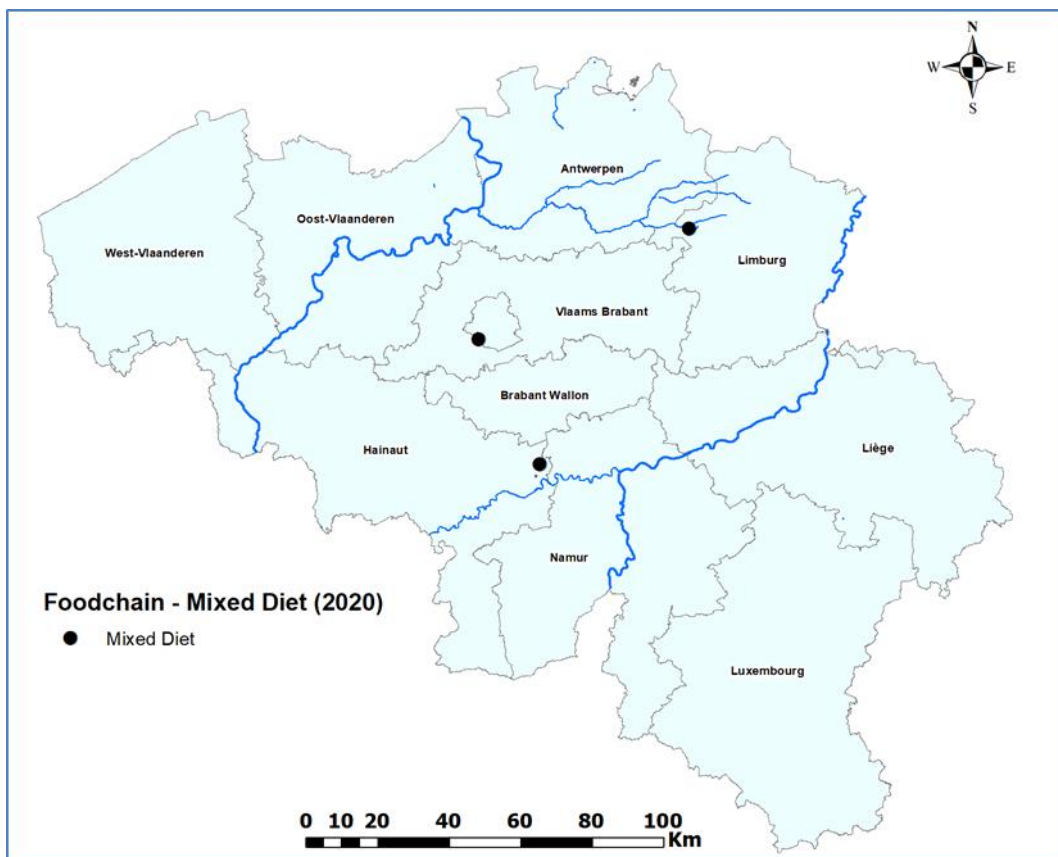 N
W E
S
Antwerpen
Oost-Vlaanderen
West-Vlaanderen
Limburg
Vlaams Brabant
Brabant Wallon
Hainaut
Liège
Namur
Foodchain - Mixed Diet (2020)
Mixed Diet
Luxembourg
0 10 20 40 60 80 100
Km